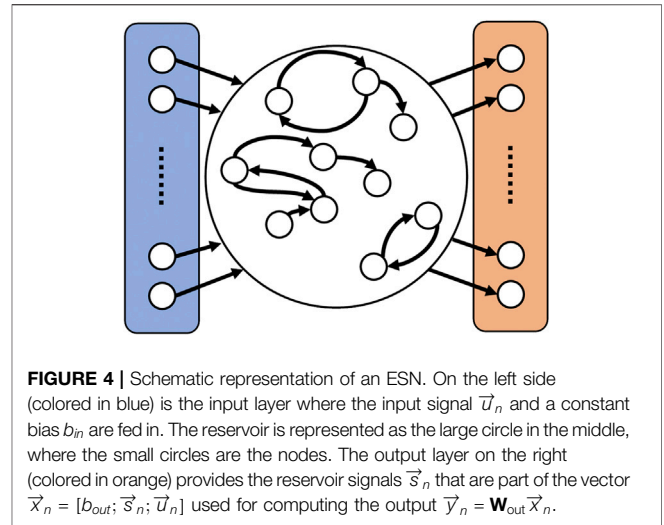 FIGURE 4 | Schematic representation of an ESN. On the left side
(colored in blue) is the input layer where the input signal u⃗ₙ and a constant
bias bᵢₙ are fed in. The reservoir is represented as the large circle in the middle,
where the small circles are the nodes. The output layer on the right
(colored in orange) provides the reservoir signals s⃗ₙ that are part of the vector
x⃗ₙ = [bₒᵤₜ; s⃗ₙ; u⃗ₙ] used for computing the output y⃗ₙ = Wₒᵤₜx⃗ₙ.